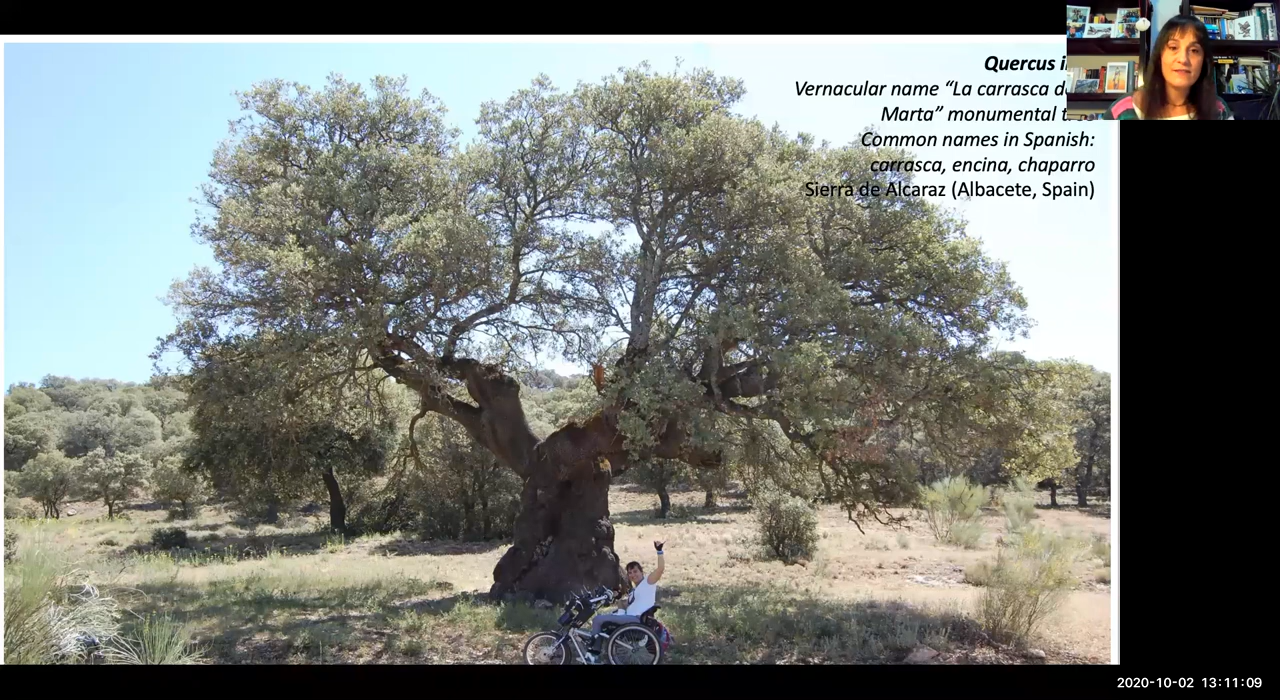 Quercus i
Vernacular name “La carrasca d
Marta” monumental t
Common names in Spanish:
carrasca, encina, chaparro
Sierra de Alcaraz (Albacete, Spain)
2020-10-02 13:11:09